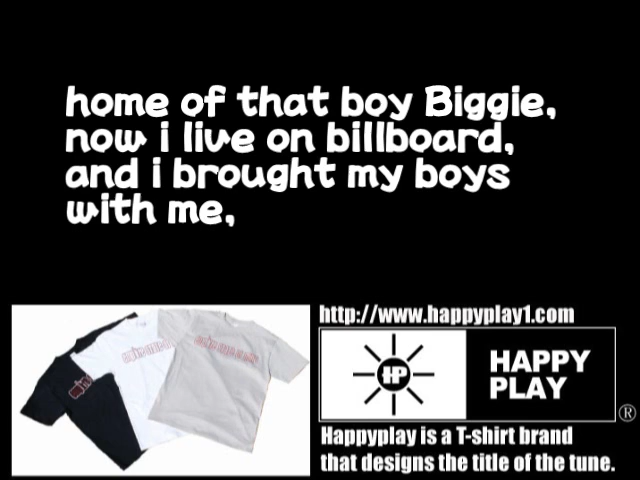 home of that boy Biggie,
now i live on billboard,
and i brought my boys
with me,
http://www.happyplay1.com
HP
HAPPY
PLAY
®
Happyplay is a T-shirt brand
that designs the title of the tune.